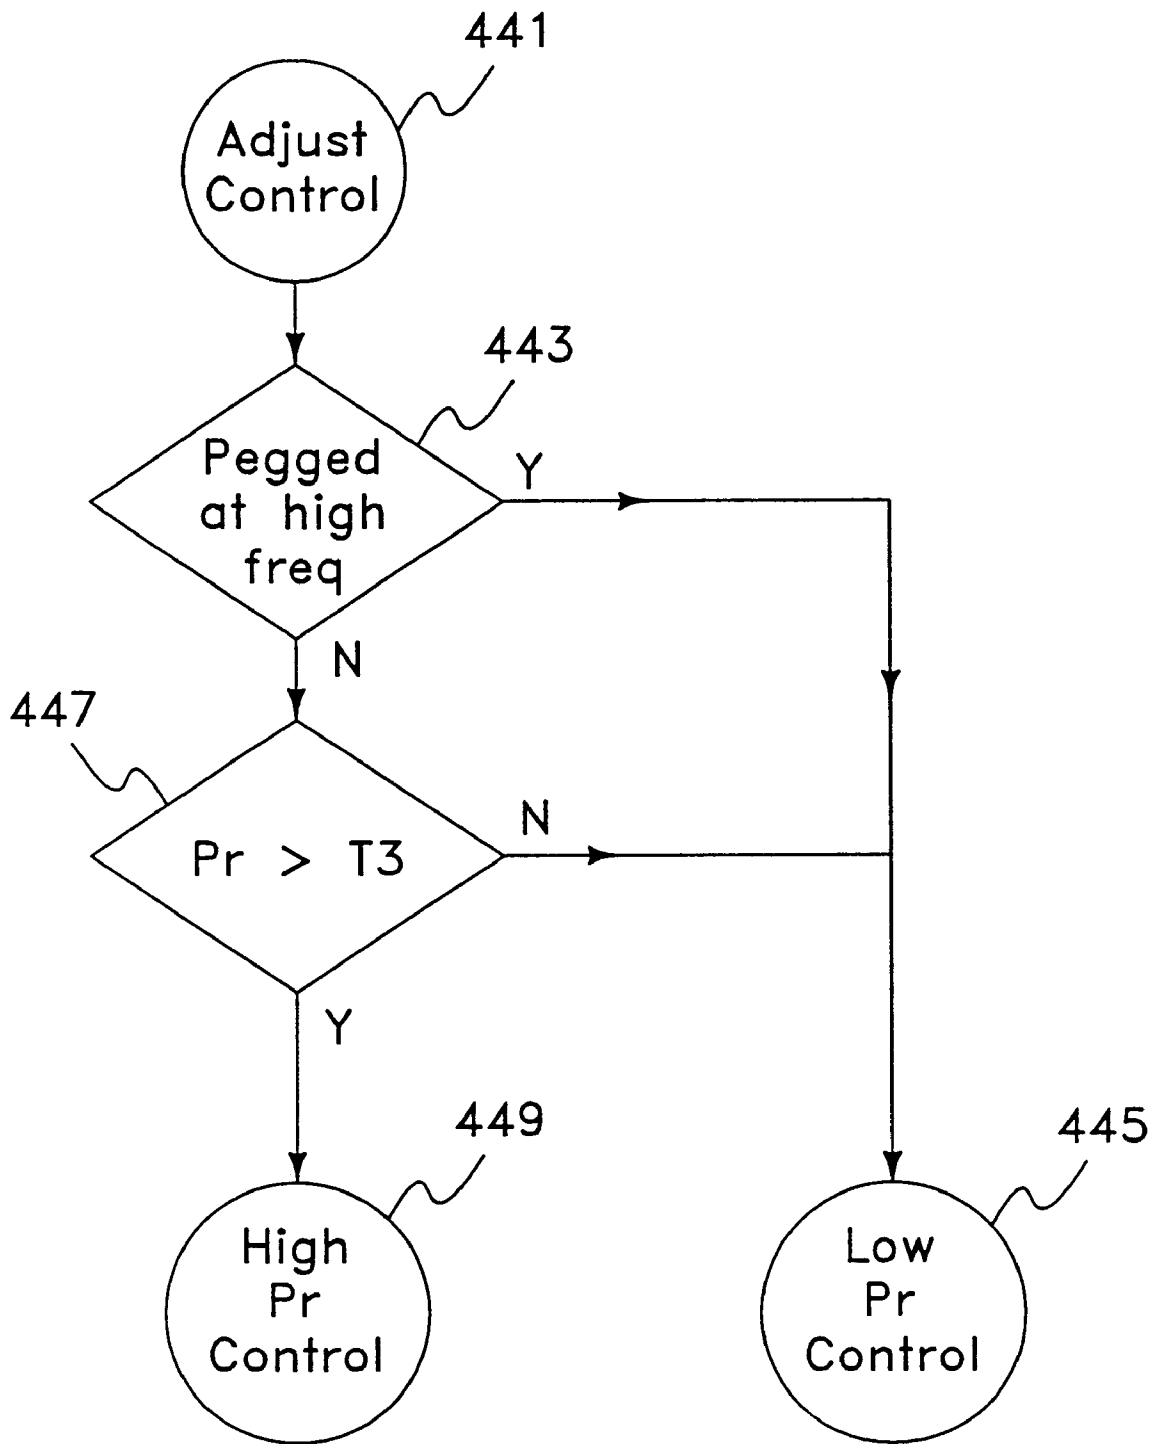 441
Adjust
Control
443
Pegged
at high
freq
Y
N
447
Pr > T3
N
Y
449
High
Pr
Control
445
Low
Pr
Control